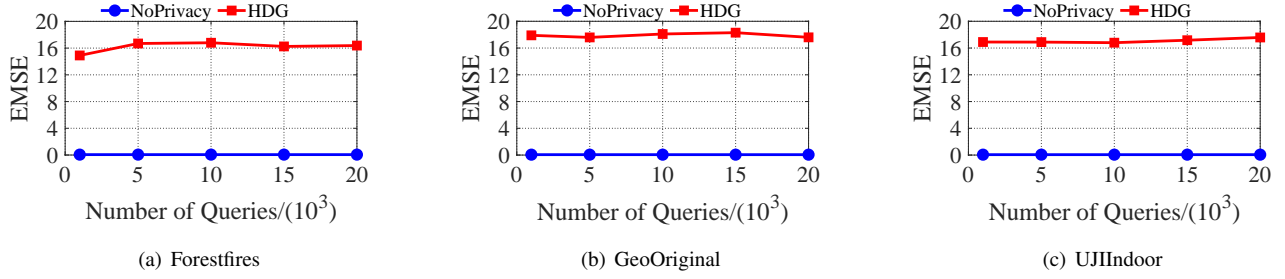 NoPrivacy HDG
20
16
12
8
4
0
EMSE
0 5 10 15 20
Number of Queries/(10^3)
(a) Forestfires
NoPrivacy HDG
20
16
12
8
4
0
EMSE
0 5 10 15 20
Number of Queries/(10^3)
(b) GeoOriginal
NoPrivacy HDG
20
16
12
8
4
0
EMSE
0 5 10 15 20
Number of Queries/(10^3)
(c) UJIIndoor